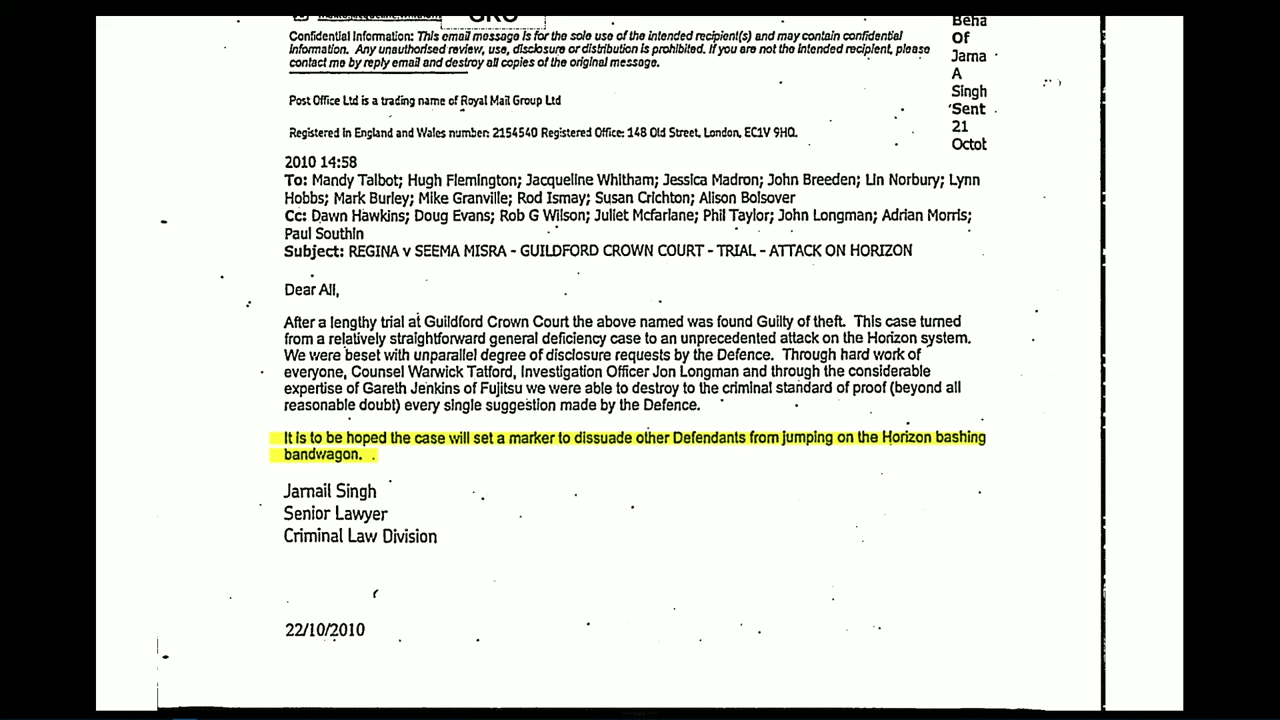 Confidential Information: This email message is for the sole use of the intended recipient(s) and may contain confidential
information. Any unauthorised review, use, disclosure or distribution is prohibited. If you are not the intended recipient, please
contact me by reply email and destroy all copies of the original message.
Post Office Ltd is a trading name of Royal Mail Group Ltd
Registered in England and Wales number: 2154540 Registered Office: 148 Old Street, London, EC1V 9HQ.
Beha
Of
Jama
A
Singh
Sent
21
Octob
2010 14:58
To: Mandy Talbot; Hugh Flemington; Jacqueline Whitham; Jessica Madron; John Breeden; Lin Norbury; Lynn
Hobbs; Mark Burley; Mike Granville; Rod Ismay; Susan Crichton; Alison Bolsover
Cc: Dawn Hawkins; Doug Evans; Rob G Wilson; Juliet Mcfarlane; Phil Taylor; John Longman; Adrian Morris;
Paul Southin
Subject: REGINA v SEEMA MISRA - GUILDFORD CROWN COURT - TRIAL - ATTACK ON HORIZON
Dear All,
After a lengthy trial at Guildford Crown Court the above named was found Guilty of theft. This case turned
from a relatively straightforward general deficiency case to an unprecedented attack on the Horizon system.
We were beset with unparallel degree of disclosure requests by the Defence. Through hard work of
everyone, Counsel Warwick Tatford, Investigation Officer Jon Longman and through the considerable
expertise of Gareth Jenkins of Fujitsu we were able to destroy to the criminal standard of proof (beyond all
reasonable doubt) every single suggestion made by the Defence.
It is to be hoped the case will set a marker to dissuade other Defendants from jumping on the Horizon bashing
bandwagon.
Jarnail Singh
Senior Lawyer
Criminal Law Division
22/10/2010